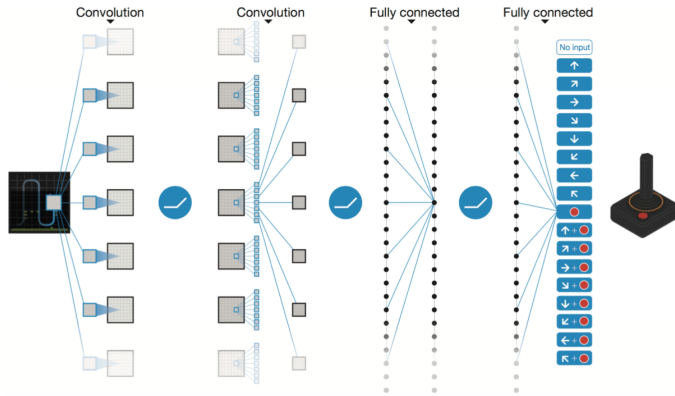 Convolution
Convolution
Fully connected
Fully connected
No input
+
+
+
+
+
+
+
+